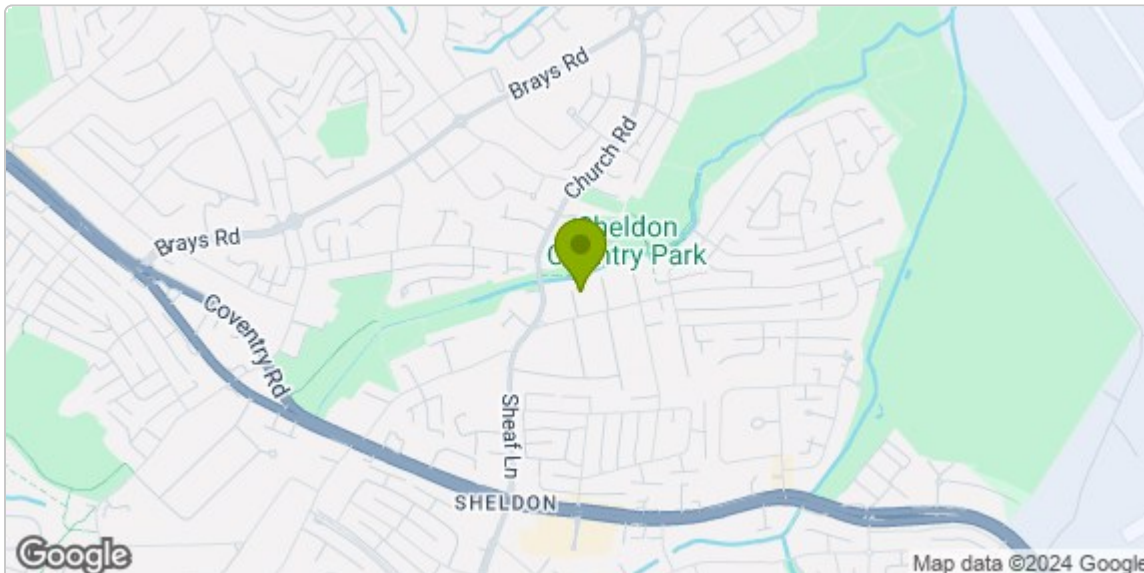 Brays Rd
Church Rd
Brays Rd
Sheldon
Country Park
Coventry Rd
Sheaf Ln
SHELDON
Google
Map data ©2024 Google